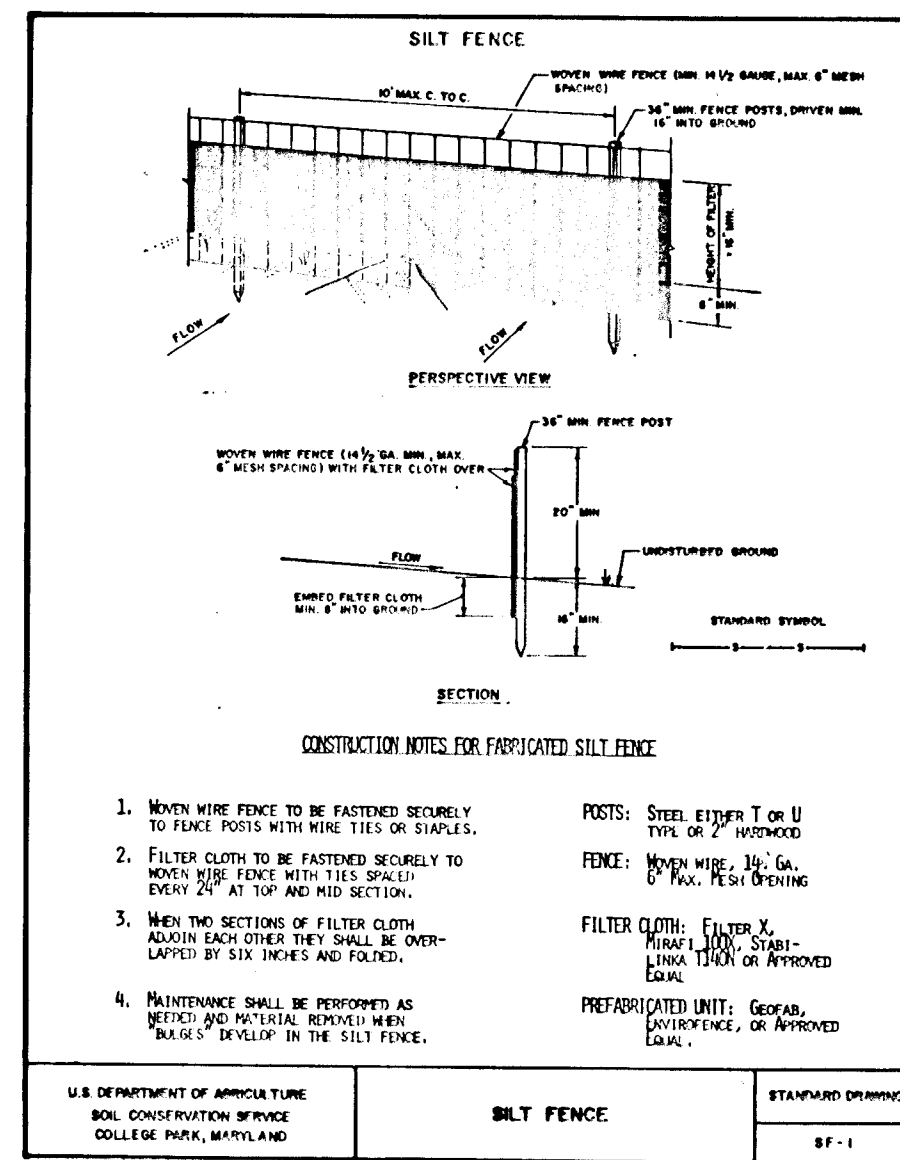 SILT FENCE
WOVEN WIRE FENCE (MIN. 14 1/2 GAUGE, MAX. 6" MESH
SPACING)
10' MAX. C. TO C.
36" MIN. FENCE POSTS, DRIVEN MIN.
16" INTO GROUND
HEIGHT OF FILTER
= 16" MIN.
8" MIN.
FLOW
FLOW
PERSPECTIVE VIEW
36" MIN. FENCE POST
WOVEN WIRE FENCE (14 1/2 GA. MIN., MAX.
6" MESH SPACING) WITH FILTER CLOTH OVER
20" MIN
FLOW
UNDISTURBED GROUND
EMBED FILTER CLOTH
MIN. 8" INTO GROUND
16" MIN.
STANDARD SYMBOL
S S
SECTION
CONSTRUCTION NOTES FOR FABRICATED SILT FENCE
1. WOVEN WIRE FENCE TO BE FASTENED SECURELY
TO FENCE POSTS WITH WIRE TIES OR STAPLES.
2. FILTER CLOTH TO BE FASTENED SECURELY TO
WOVEN WIRE FENCE WITH TIES SPACED
EVERY 24" AT TOP AND MID SECTION.
3. WHEN TWO SECTIONS OF FILTER CLOTH
ADJOIN EACH OTHER THEY SHALL BE OVER-
LAPPED BY SIX INCHES AND FOLDED.
4. MAINTENANCE SHALL BE PERFORMED AS
NEEDED AND MATERIAL REMOVED WHEN
"BULGES" DEVELOP IN THE SILT FENCE.
POSTS: STEEL EITHER T OR U
TYPE OR 2" HARDWOOD
FENCE: WOVEN WIRE, GA.
6" MAX. MESH OPENING
FILTER CLOTH: FILTER X,
MIRAFI 100X, STABI-
LINKA T140N OR APPROVED
EQUAL
PREFABRICATED UNIT: GEOFAB,
ENVIROFENCE, OR APPROVED
EQUAL.
U.S. DEPARTMENT OF AGRICULTURE
SOIL CONSERVATION SERVICE
COLLEGE PARK, MARYLAND
SILT FENCE
STANDARD DRAWING
SF-1